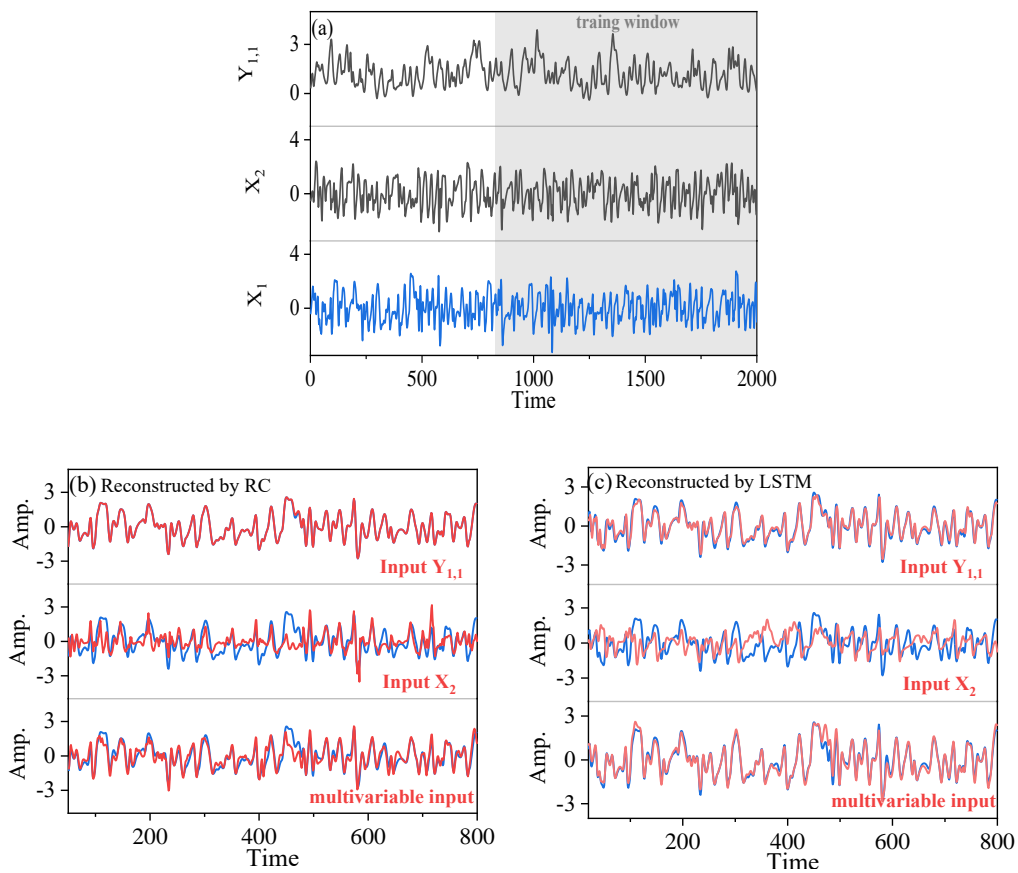 (a)
traing window
Y1,1
3
0
X2
4
0
X1
4
0
0
500
1000
1500
2000
Time
(b) Reconstructed by RC
Amp.
3
0
-3
Input Y1,1
Amp.
3
0
-3
Input X2
Amp.
3
0
-3
multivariable input
200
400
600
800
Time
(c) Reconstructed by LSTM
Amp.
3
0
-3
Input Y1,1
Amp.
3
0
-3
Input X2
Amp.
3
0
-3
multivariable input
200
400
600
800
Time